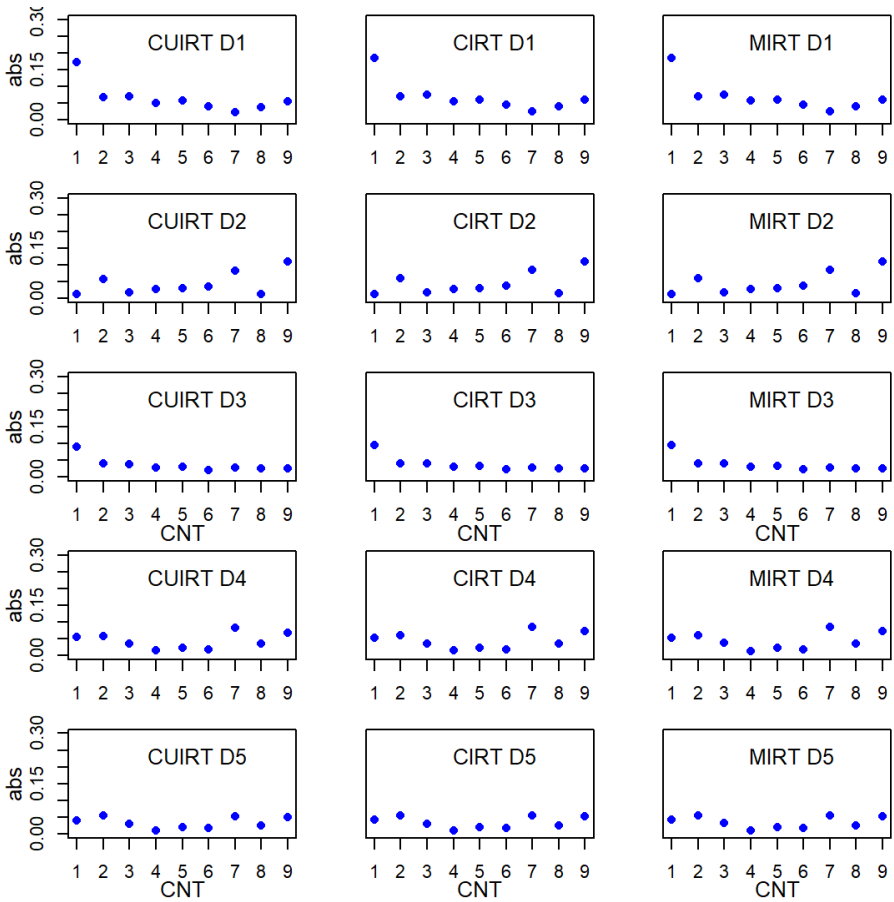 CUIRT D1 CIRT D1 MIRT D1
abs 0.00 0.15 0.30
1 2 3 4 5 6 7 8 9 1 2 3 4 5 6 7 8 9 1 2 3 4 5 6 7 8 9
CUIRT D2 CIRT D2 MIRT D2
abs 0.00 0.15 0.30
1 2 3 4 5 6 7 8 9 1 2 3 4 5 6 7 8 9 1 2 3 4 5 6 7 8 9
CUIRT D3 CIRT D3 MIRT D3
abs 0.00 0.15 0.30
1 2 3 4 5 6 7 8 9 1 2 3 4 5 6 7 8 9 1 2 3 4 5 6 7 8 9
CNT CNT CNT
CUIRT D4 CIRT D4 MIRT D4
abs 0.00 0.15 0.30
1 2 3 4 5 6 7 8 9 1 2 3 4 5 6 7 8 9 1 2 3 4 5 6 7 8 9
CUIRT D5 CIRT D5 MIRT D5
abs 0.00 0.15 0.30
1 2 3 4 5 6 7 8 9 1 2 3 4 5 6 7 8 9 1 2 3 4 5 6 7 8 9
CNT CNT CNT